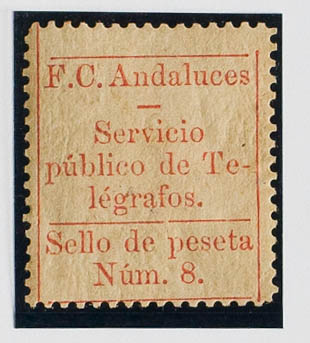 F.C. Andaluces
Servicio
público de Te-
légrafos.
Sello de peseta
Núm. 8.